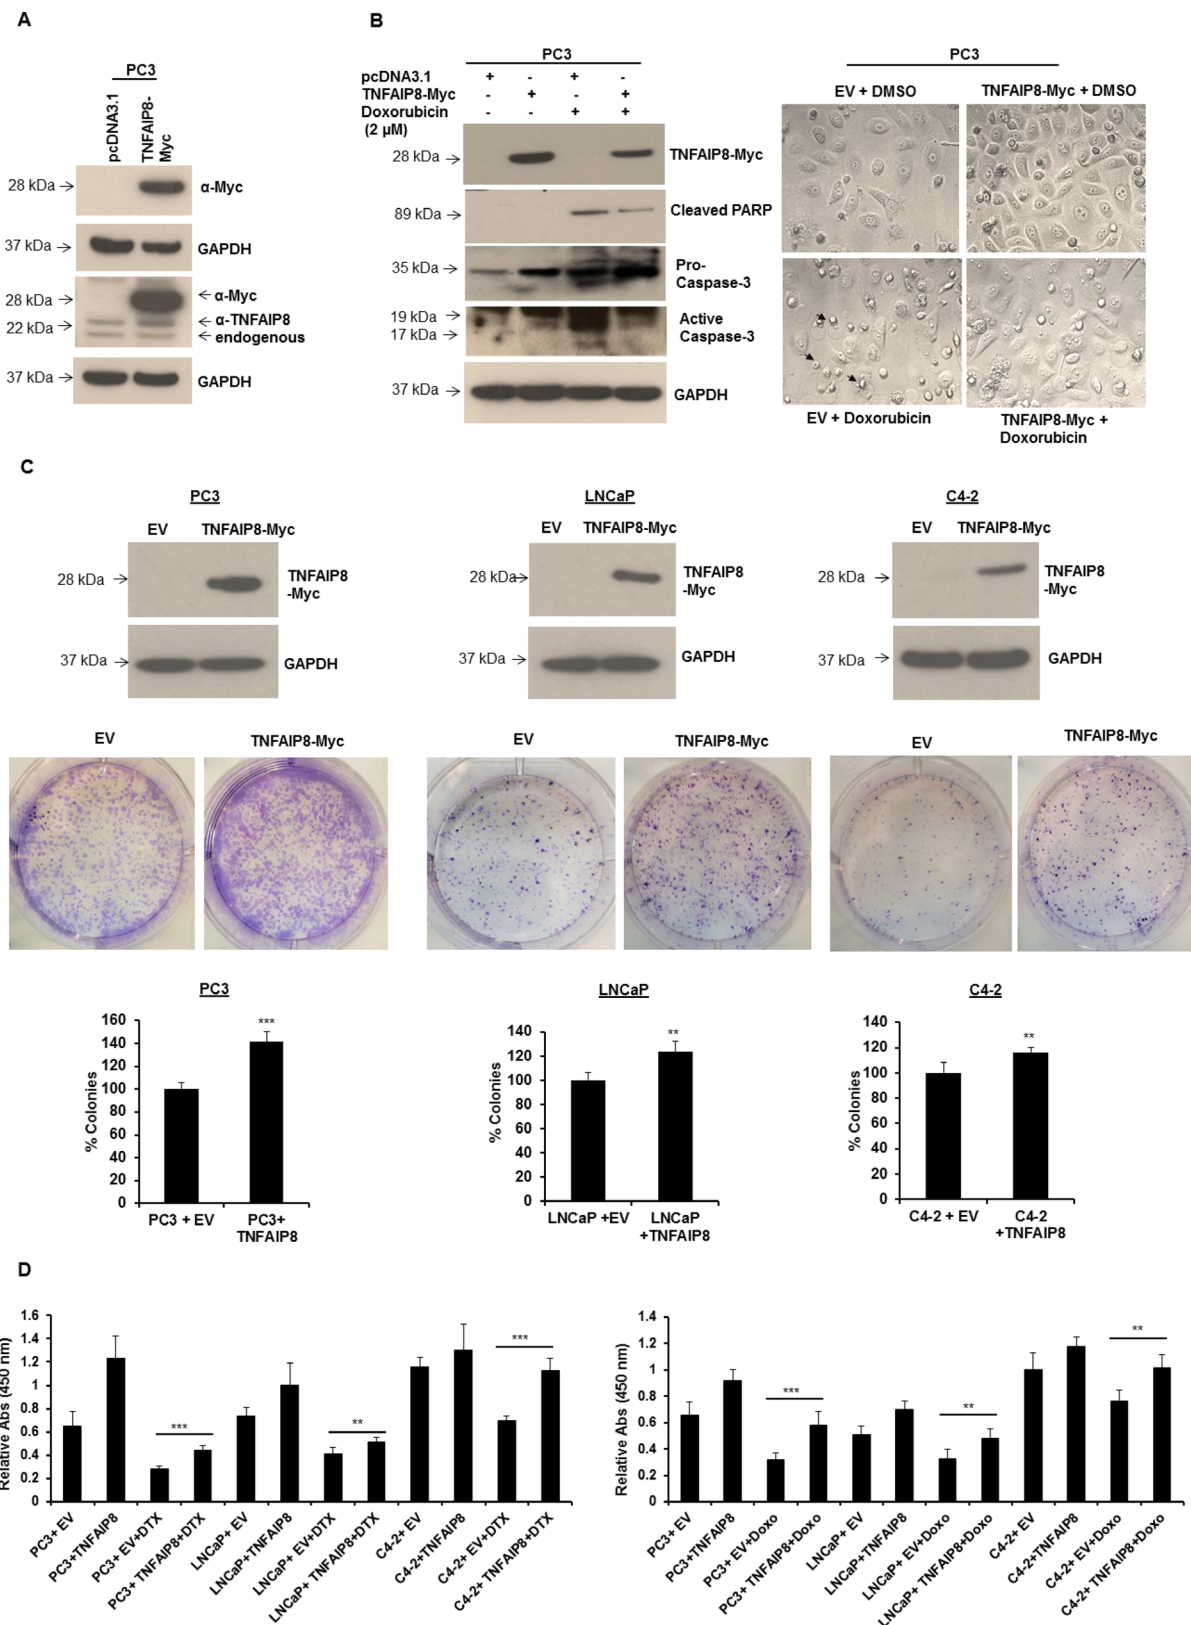 A
PC3
pcDNA3.1
TNFAIP8-
Myc
28 kDa
α-Myc
37 kDa
GAPDH
28 kDa
α-Myc
22 kDa
α-TNFAIP8
endogenous
37 kDa
GAPDH
B
PC3
pcDNA3.1 + - + -
TNFAIP8-Myc - + - +
Doxorubicin - - + +
(2 µM)
28 kDa
TNFAIP8-Myc
89 kDa
Cleaved PARP
35 kDa
Pro-
Caspase-3
19 kDa
17 kDa
Active
Caspase-3
37 kDa
GAPDH
PC3
EV + DMSO
TNFAIP8-Myc + DMSO
EV + Doxorubicin
TNFAIP8-Myc +
Doxorubicin
C
PC3
EV TNFAIP8-Myc
28 kDa
TNFAIP8
-Myc
37 kDa
GAPDH
LNCaP
EV TNFAIP8-Myc
28 kDa
TNFAIP8
-Myc
37 kDa
GAPDH
C4-2
EV TNFAIP8-Myc
28 kDa
TNFAIP8
-Myc
37 kDa
GAPDH
EV
TNFAIP8-Myc
EV
TNFAIP8-Myc
EV
TNFAIP8-Myc
PC3
% Colonies
160
140
120
100
80
60
40
20
0
***
PC3 + EV
PC3+
TNFAIP8
LNCaP
% Colonies
140
120
100
80
60
40
20
0
**
LNCaP +EV
LNCaP
+TNFAIP8
C4-2
% Colonies
140
120
100
80
60
40
20
0
**
C4-2 + EV
C4-2
+TNFAIP8
D
Relative Abs (450 nm)
1.6
1.4
1.2
1
0.8
0.6
0.4
0.2
0
***
**
***
PC3+ EV
PC3+TNFAIP8
PC3+ EV+DTX
PC3+ TNFAIP8+DTX
LNCaP+ EV
LNCaP+TNFAIP8
LNCaP+ EV+DTX
LNCaP+ TNFAIP8+DTX
C4-2+ EV
C4-2+TNFAIP8
C4-2+ EV+DTX
C4-2+ TNFAIP8+DTX
Relative Abs (450 nm)
1.4
1.2
1
0.8
0.6
0.4
0.2
0
***
**
**
PC3+ EV
PC3+TNFAIP8
PC3+ EV+Doxo
PC3+ TNFAIP8+Doxo
LNCaP+ EV
LNCaP+TNFAIP8
LNCaP+ EV+Doxo
LNCaP+ TNFAIP8+Doxo
C4-2+ EV
C4-2+TNFAIP8
C4-2+ EV+Doxo
C4-2+ TNFAIP8+Doxo